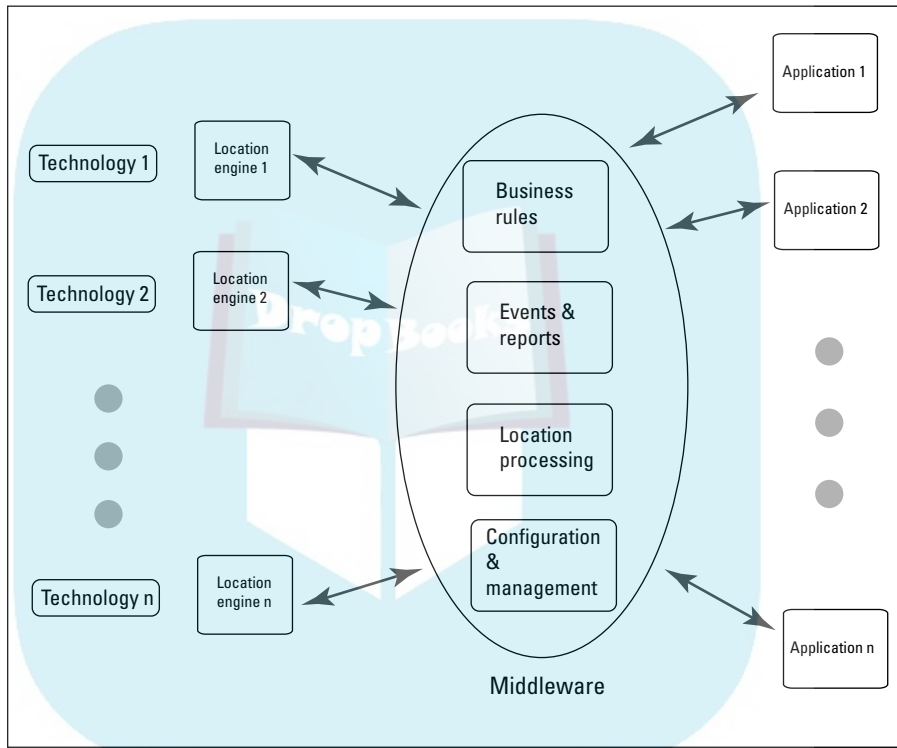 Application 1
Technology 1
Location
engine 1
Business
rules
Application 2
Technology 2
Location
engine 2
Events &
reports
DropBooks
Location
processing
Configuration
&
management
Technology n
Location
engine n
Application n
Middleware